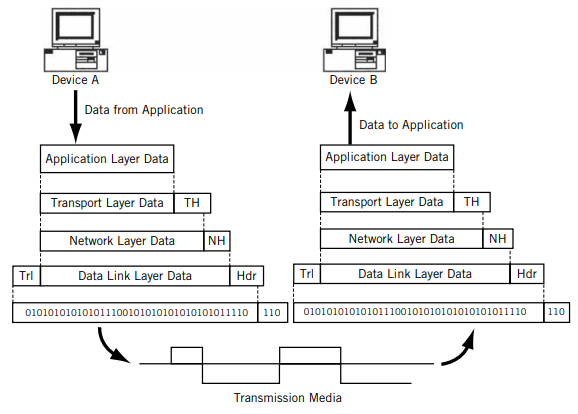 Device A
Device B
Data from Application
Data to Application
Application Layer Data
Application Layer Data
Transport Layer Data TH
Transport Layer Data TH
Network Layer Data NH
Network Layer Data NH
Trl Data Link Layer Data Hdr
Trl Data Link Layer Data Hdr
110
110
Transmission Media